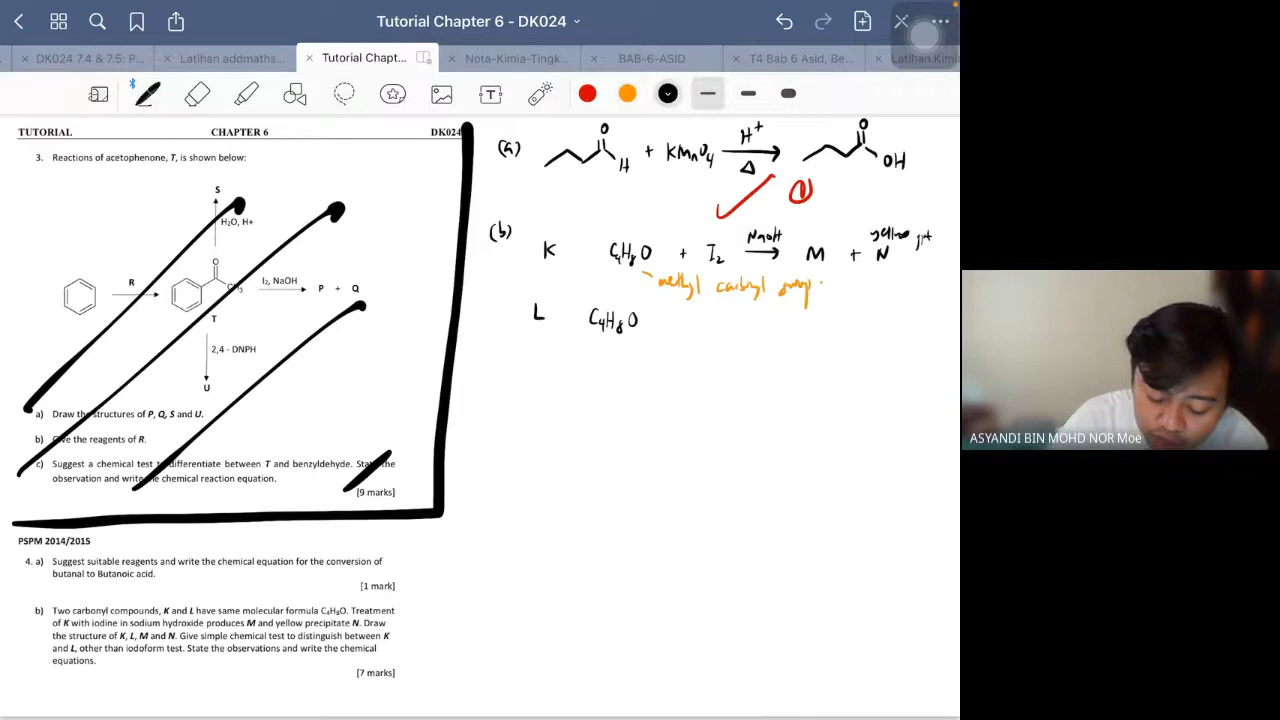 Tutorial Chapter 6 - DK024
DK024 7.4 & 7.5: P...
Latihan addmaths...
Tutorial Chapt...
Nota-Kimia-Tingk...
BAB-6-ASID
T4 Bab 6 Asid, Be...
Latihan Kimia
TUTORIAL CHAPTER 6 DK024
3. Reactions of acetophenone, T, is shown below:
S
H₂O, H+
O
R
CH₃
I₂, NaOH
P + Q
T
2,4 - DNPH
U
a) Draw the structures of P, Q, S and U.
b) Give the reagents of R.
c) Suggest a chemical test to differentiate between T and benzyldehyde. State the
observation and write the chemical reaction equation.
[9 marks]
PSPM 2014/2015
4. a) Suggest suitable reagents and write the chemical equation for the conversion of
butanal to Butanoic acid.
[1 mark]
b) Two carbonyl compounds, K and L have same molecular formula C₄H₈O. Treatment
of K with iodine in sodium hydroxide produces M and yellow precipitate N. Draw
the structure of K, L, M and N. Give simple chemical test to distinguish between K
and L, other than iodoform test. State the observations and write the chemical
equations.
[7 marks]
(a) O H + KMnO₄ H⁺ Δ O OH
①
(b)
K C₄H₈O + I₂ NaOH M + N yellow ppt
methyl carbonyl group
L C₄H₈O
ASYANDI BIN MOHD NOR Moe